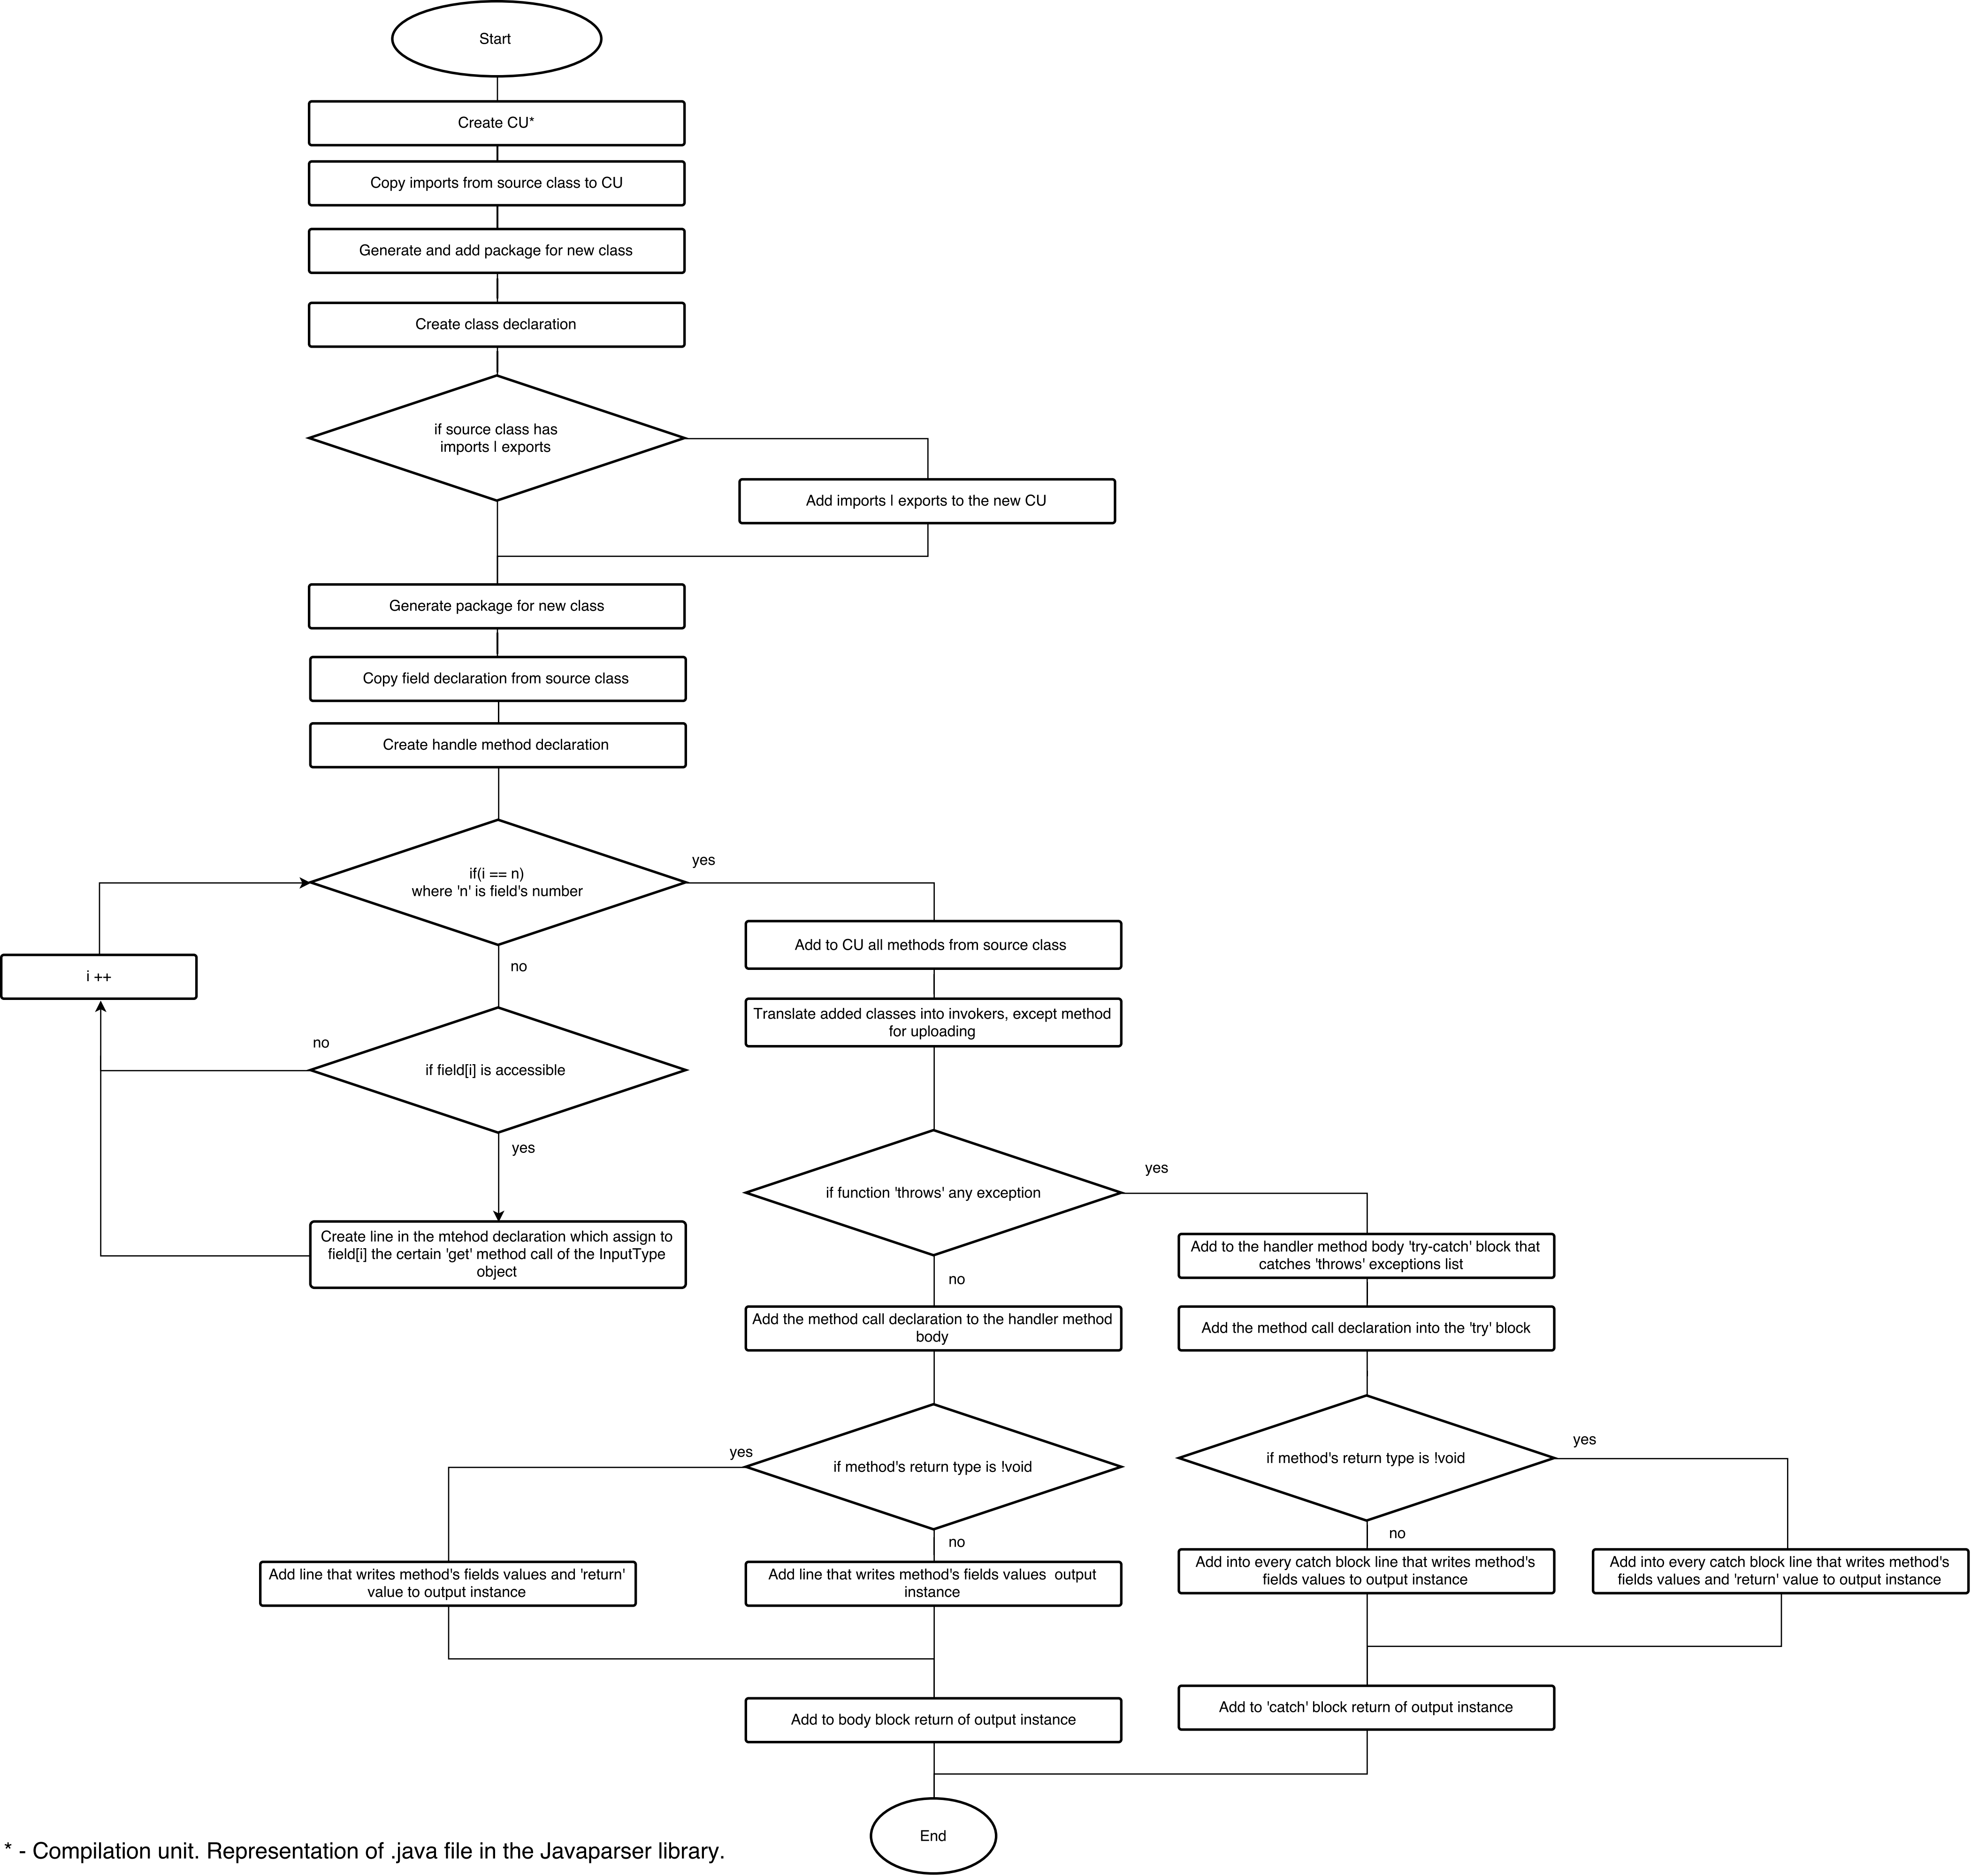 Start
Create CU*
Copy imports from source class to CU
Generate and add package for new class
Create class declaration
if source class has
imports | exports
Add imports | exports to the new CU
Generate package for new class
Copy field declaration from source class
Create handle method declaration
if(i == n)
where 'n' is field's number
yes
no
i ++
if field[i] is accessible
no
yes
Create line in the mtehod declaration which assign to
field[i] the certain 'get' method call of the InputType
object
Add to CU all methods from source class
Translate added classes into invokers, except method
for uploading
if function 'throws' any exception
yes
no
Add to the handler method body 'try-catch' block that
catches 'throws' exceptions list
Add the method call declaration to the handler method
body
Add the method call declaration into the 'try' block
if method's return type is !void
yes
no
if method's return type is !void
yes
no
Add line that writes method's fields values and 'return'
value to output instance
Add line that writes method's fields values  output
instance
Add into every catch block line that writes method's
fields values to output instance
Add into every catch block line that writes method's
fields values and 'return' value to output instance
Add to body block return of output instance
Add to 'catch' block return of output instance
End
* - Compilation unit. Representation of .java file in the Javaparser library.